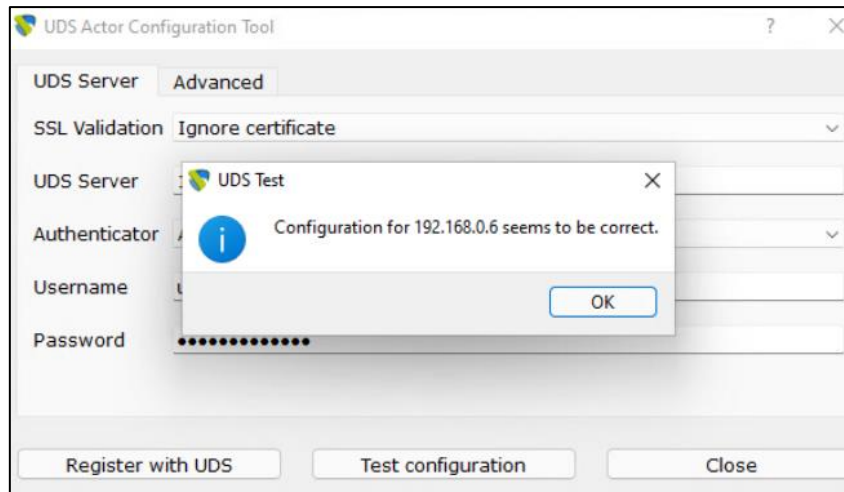 UDS Actor Configuration Tool ?
UDS Server Advanced
SSL Validation Ignore certificate
UDS Server
UDS Test
Configuration for 192.168.0.6 seems to be correct.
Authenticator
Username
OK
Password •••••••••••••
Register with UDS Test configuration Close